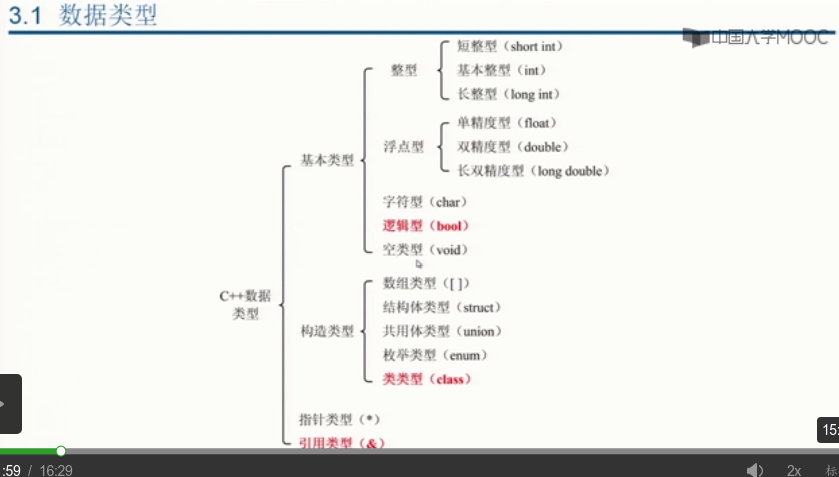 3.1 数据类型
中国大学MOOC
短整型（short int）
整型
基本整型（int）
长整型（long int）
单精度型（float）
浮点型
双精度型（double）
基本类型
长双精度型（long double）
字符型（char）
逻辑型（bool）
空类型（void）
数组类型（[ ]）
C++数据
类型
结构体类型（struct）
构造类型
共用体类型（union）
枚举类型（enum）
类类型（class）
指针类型（*）
引用类型（&）
15:
:59 / 16:29
2x
标